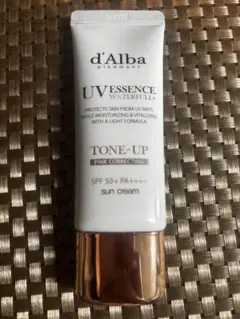 d'Alba
piedmont
UV ESSENCE
WATERFULL+
PROTECTS SKIN FROM UV RAYS
WHILE MOISTURIZING & VITALIZING
WITH A LIGHT FORMULA
TONE-UP
PINK CORRECTING
SPF 50+ PA++++
sun cream